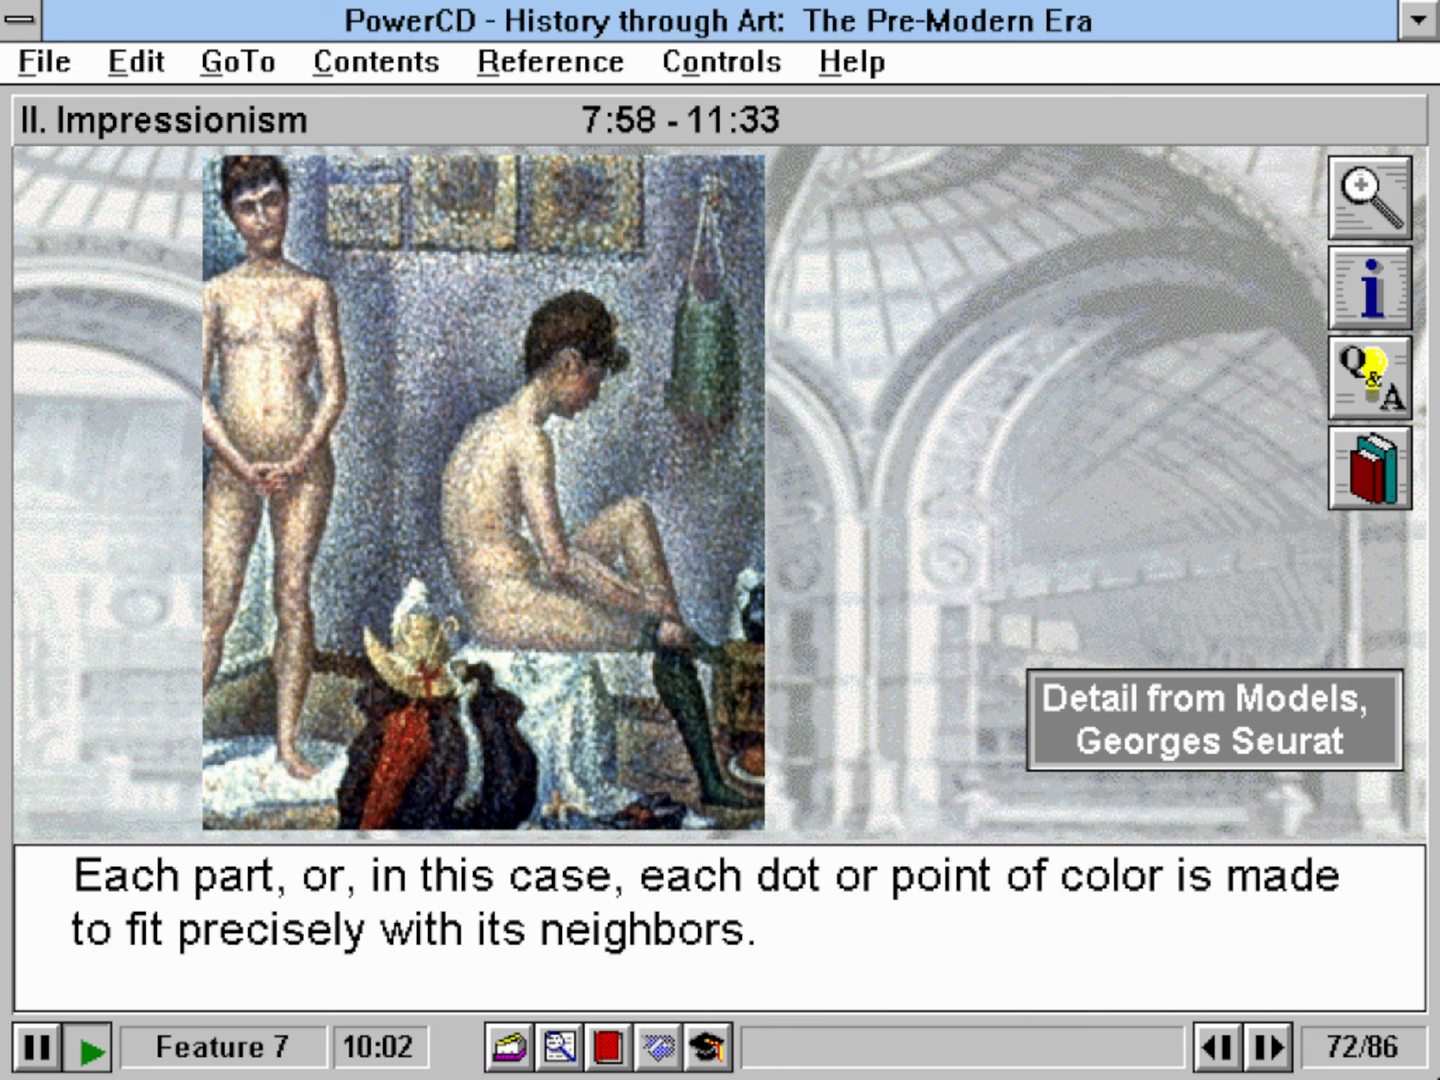 PowerCD - History through Art:  The Pre-Modern Era
File Edit GoTo Contents Reference Controls Help
II. Impressionism 7:58 - 11:33
i
Q & A
Detail from Models,
Georges Seurat
Each part, or, in this case, each dot or point of color is made
to fit precisely with its neighbors.
Feature 7 10:02 72/86